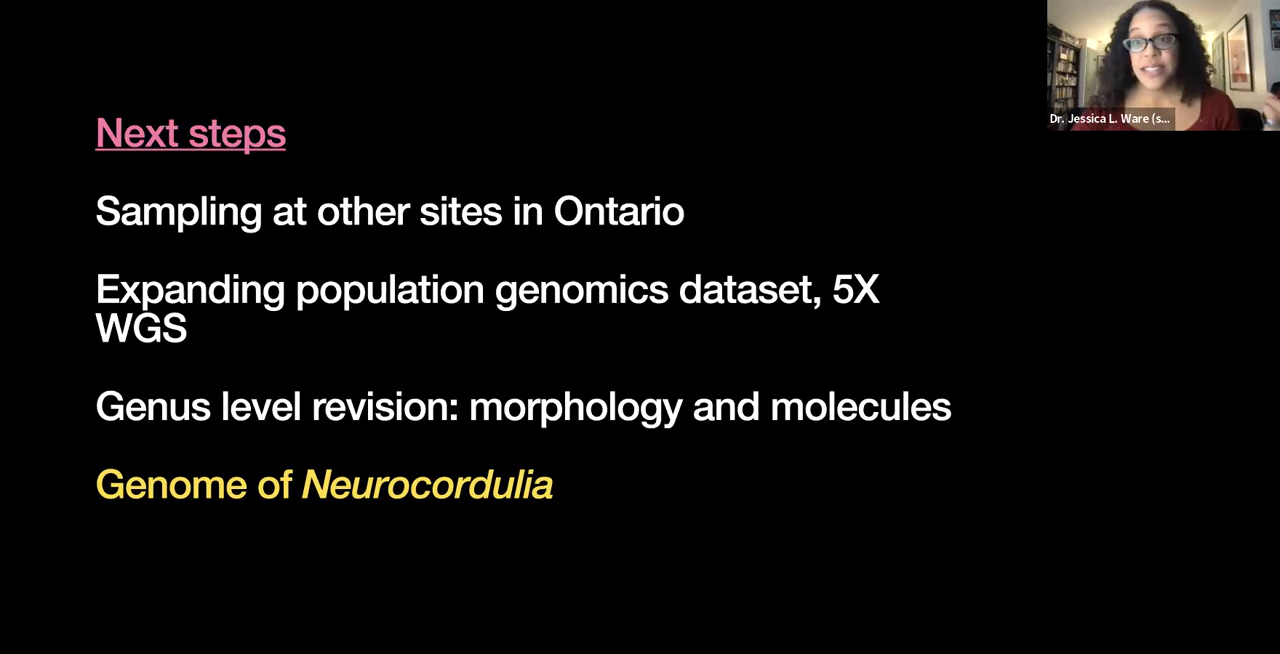 Next steps
Sampling at other sites in Ontario
Expanding population genomics dataset, 5X
WGS
Genus level revision: morphology and molecules
Genome of Neurocordulia
Dr. Jessica L. Ware (s...